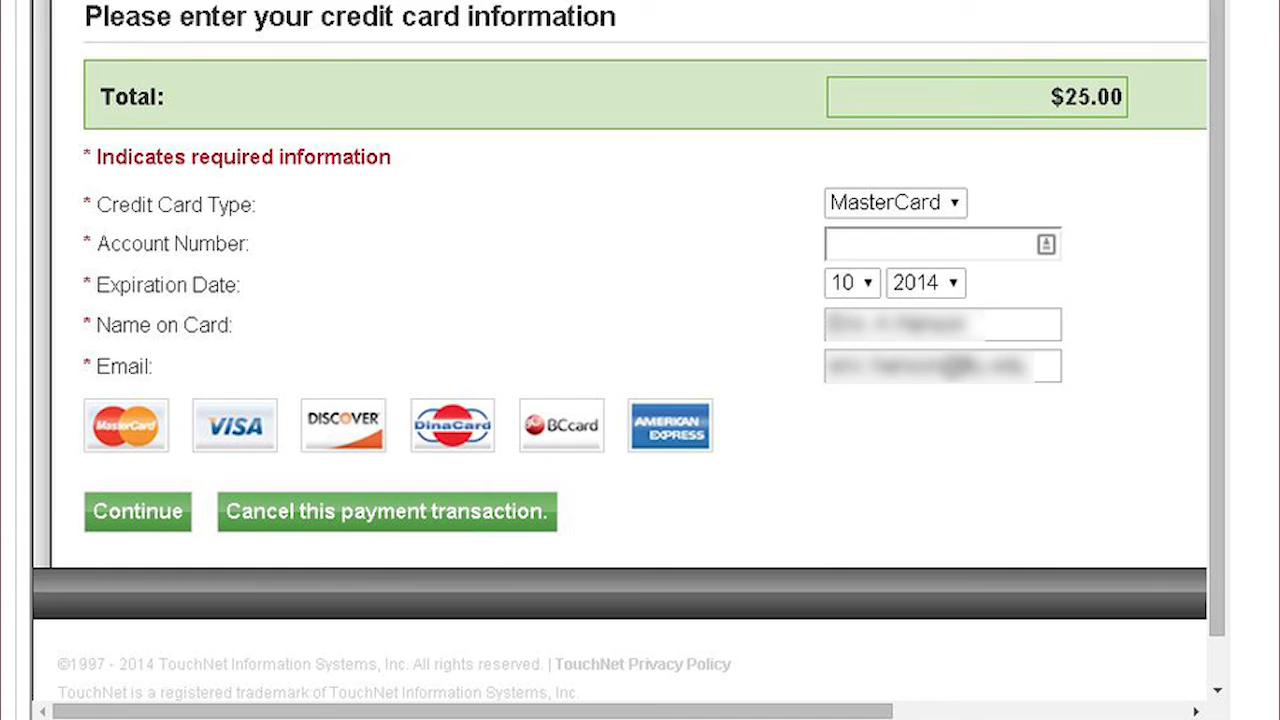 Please enter your credit card information
Total: $25.00
* Indicates required information
* Credit Card Type: MasterCard
* Account Number:
* Expiration Date: 10 2014
* Name on Card:
* Email:
MasterCard VISA DISCOVER DinaCard BCcard AMERICAN EXPRESS
Continue Cancel this payment transaction.
©1997 - 2014 TouchNet Information Systems, Inc. All rights reserved. | TouchNet Privacy Policy
TouchNet is a registered trademark of TouchNet Information Systems, Inc.